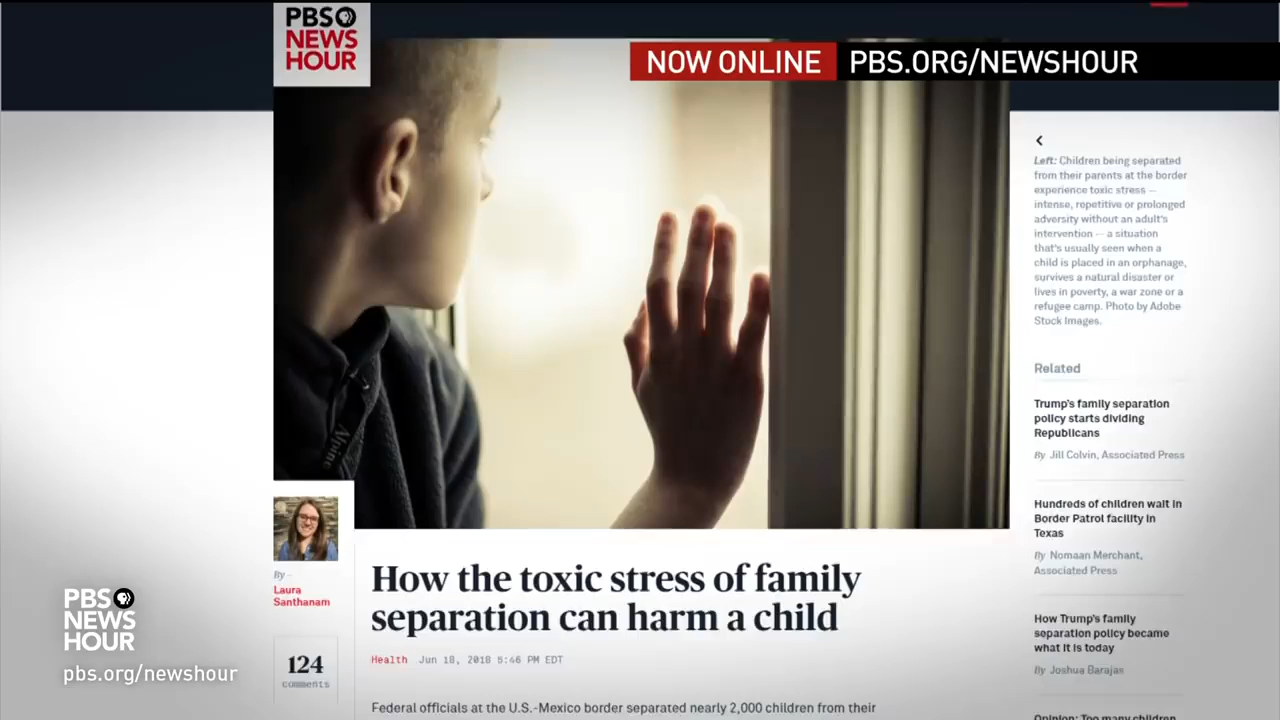 PBS
NEWS
HOUR
NOW ONLINE
PBS.ORG/NEWSHOUR
Left: Children being separated
from their parents at the border
experience toxic stress —
intense, repetitive or prolonged
adversity without an adult's
intervention — a situation
that's usually seen when a
child is placed in an orphanage,
survives a natural disaster or
lives in poverty, a war zone or a
refugee camp. Photo by Adobe
Stock Images.
Related
Trump's family separation
policy starts dividing
Republicans
By Jill Colvin, Associated Press
Hundreds of children wait in
Border Patrol facility in
Texas
By Nomaan Merchant,
Associated Press
How Trump's family
separation policy became
what it is today
By Joshua Barajas
Opinion: Too many children
Alpine
By –
Laura
Santhanam
124
comments
How the toxic stress of family
separation can harm a child
Health Jun 18, 2018 5:46 PM EDT
Federal officials at the U.S.-Mexico border separated nearly 2,000 children from their
PBS
NEWS
HOUR
pbs.org/newshour